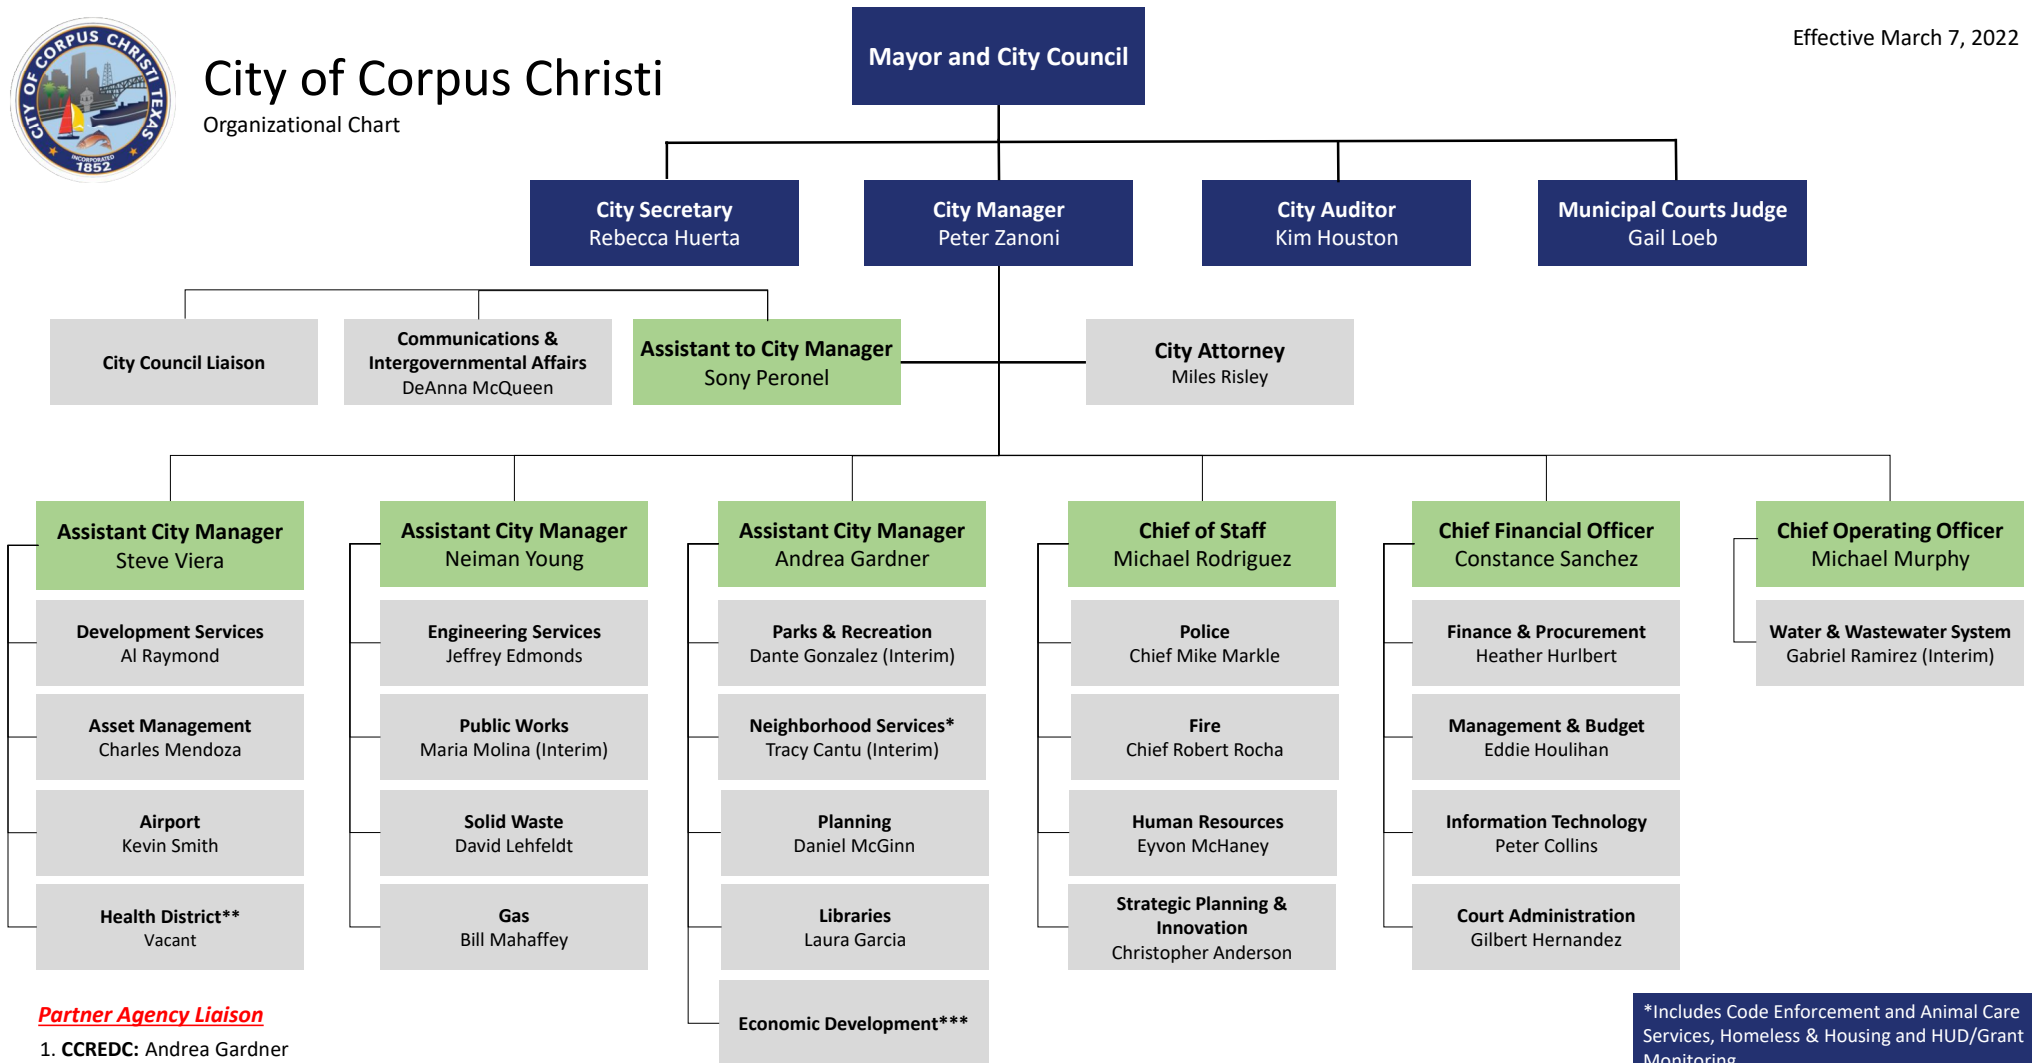 CITY OF CORPUS CHRISTI TEXAS
INCORPORATED
1852
City of Corpus Christi
Organizational Chart
Effective March 7, 2022
Mayor and City Council
City Secretary
Rebecca Huerta
City Manager
Peter Zanoni
City Auditor
Kim Houston
Municipal Courts Judge
Gail Loeb
City Council Liaison
Communications &
Intergovernmental Affairs
DeAnna McQueen
Assistant to City Manager
Sony Peronel
City Attorney
Miles Risley
Assistant City Manager
Steve Viera
Development Services
Al Raymond
Asset Management
Charles Mendoza
Airport
Kevin Smith
Health District**
Vacant
Assistant City Manager
Neiman Young
Engineering Services
Jeffrey Edmonds
Public Works
Maria Molina (Interim)
Solid Waste
David Lehfeldt
Gas
Bill Mahaffey
Assistant City Manager
Andrea Gardner
Parks & Recreation
Dante Gonzalez (Interim)
Neighborhood Services*
Tracy Cantu (Interim)
Planning
Daniel McGinn
Libraries
Laura Garcia
Economic Development***
Chief of Staff
Michael Rodriguez
Police
Chief Mike Markle
Fire
Chief Robert Rocha
Human Resources
Eyvon McHaney
Strategic Planning &
Innovation
Christopher Anderson
Chief Financial Officer
Constance Sanchez
Finance & Procurement
Heather Hurlbert
Management & Budget
Eddie Houlihan
Information Technology
Peter Collins
Court Administration
Gilbert Hernandez
Chief Operating Officer
Michael Murphy
Water & Wastewater System
Gabriel Ramirez (Interim)
Partner Agency Liaison
1. CCREDC: Andrea Gardner
*Includes Code Enforcement and Animal Care
Services, Homeless & Housing and HUD/Grant
Monitoring